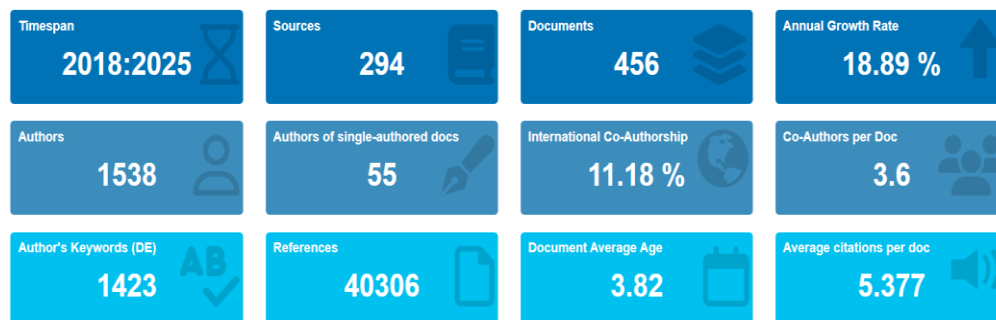 Timespan
2018:2025
Sources
294
Documents
456
Annual Growth Rate
18.89 %
Authors
1538
Authors of single-authored docs
55
International Co-Authorship
11.18 %
Co-Authors per Doc
3.6
Author's Keywords (DE)
AB
1423
References
40306
Document Average Age
3.82
Average citations per doc
5.377